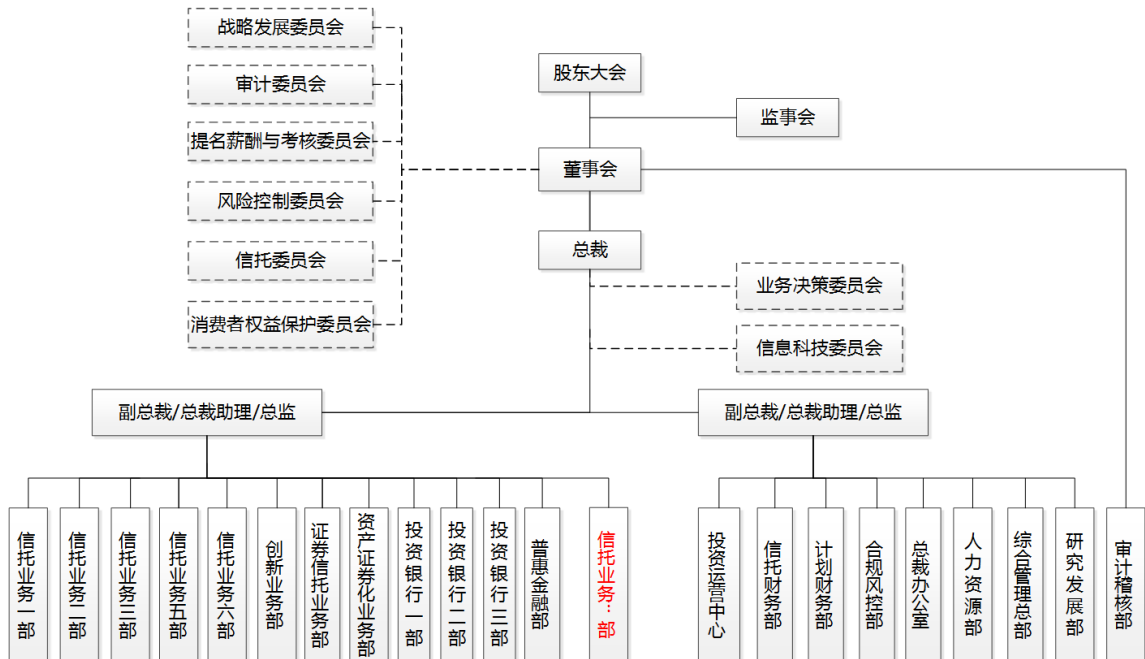 战略发展委员会
审计委员会
提名薪酬与考核委员会
风险控制委员会
信托委员会
消费者权益保护委员会
股东大会
监事会
董事会
总裁
业务决策委员会
信息科技委员会
副总裁/总裁助理/总监
副总裁/总裁助理/总监
信托业务一部
信托业务二部
信托业务三部
信托业务五部
信托业务六部
创新业务部
证券信托业务部
资产证券化业务部
投资银行一部
投资银行二部
投资银行三部
普惠金融部
信托业务…部
投资运营中心
信托财务部
计划财务部
合规风控部
总裁办公室
人力资源部
综合管理总部
研究发展部
审计稽核部